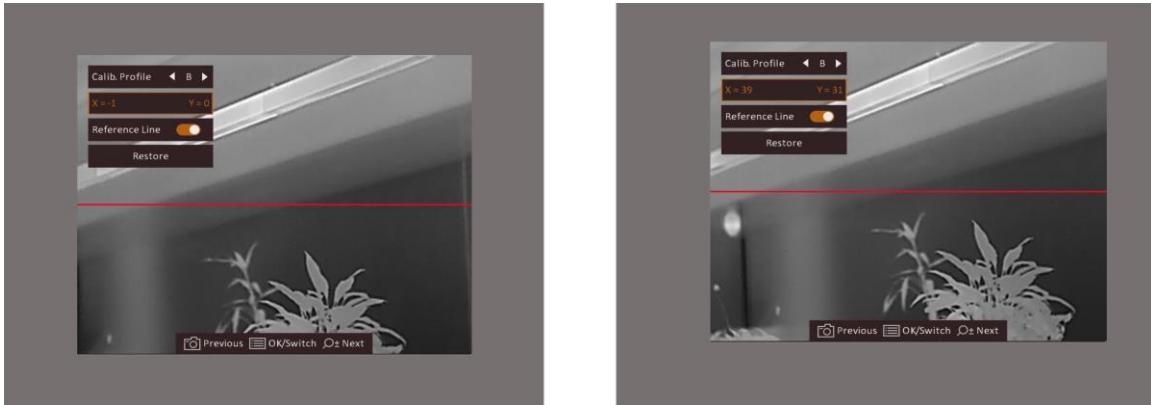 Calib. Profile B
X = -1 Y = 0
Reference Line
Restore
Previous OK/Switch ± Next
Calib. Profile B
X = 39 Y = 31
Reference Line
Restore
Previous OK/Switch ± Next